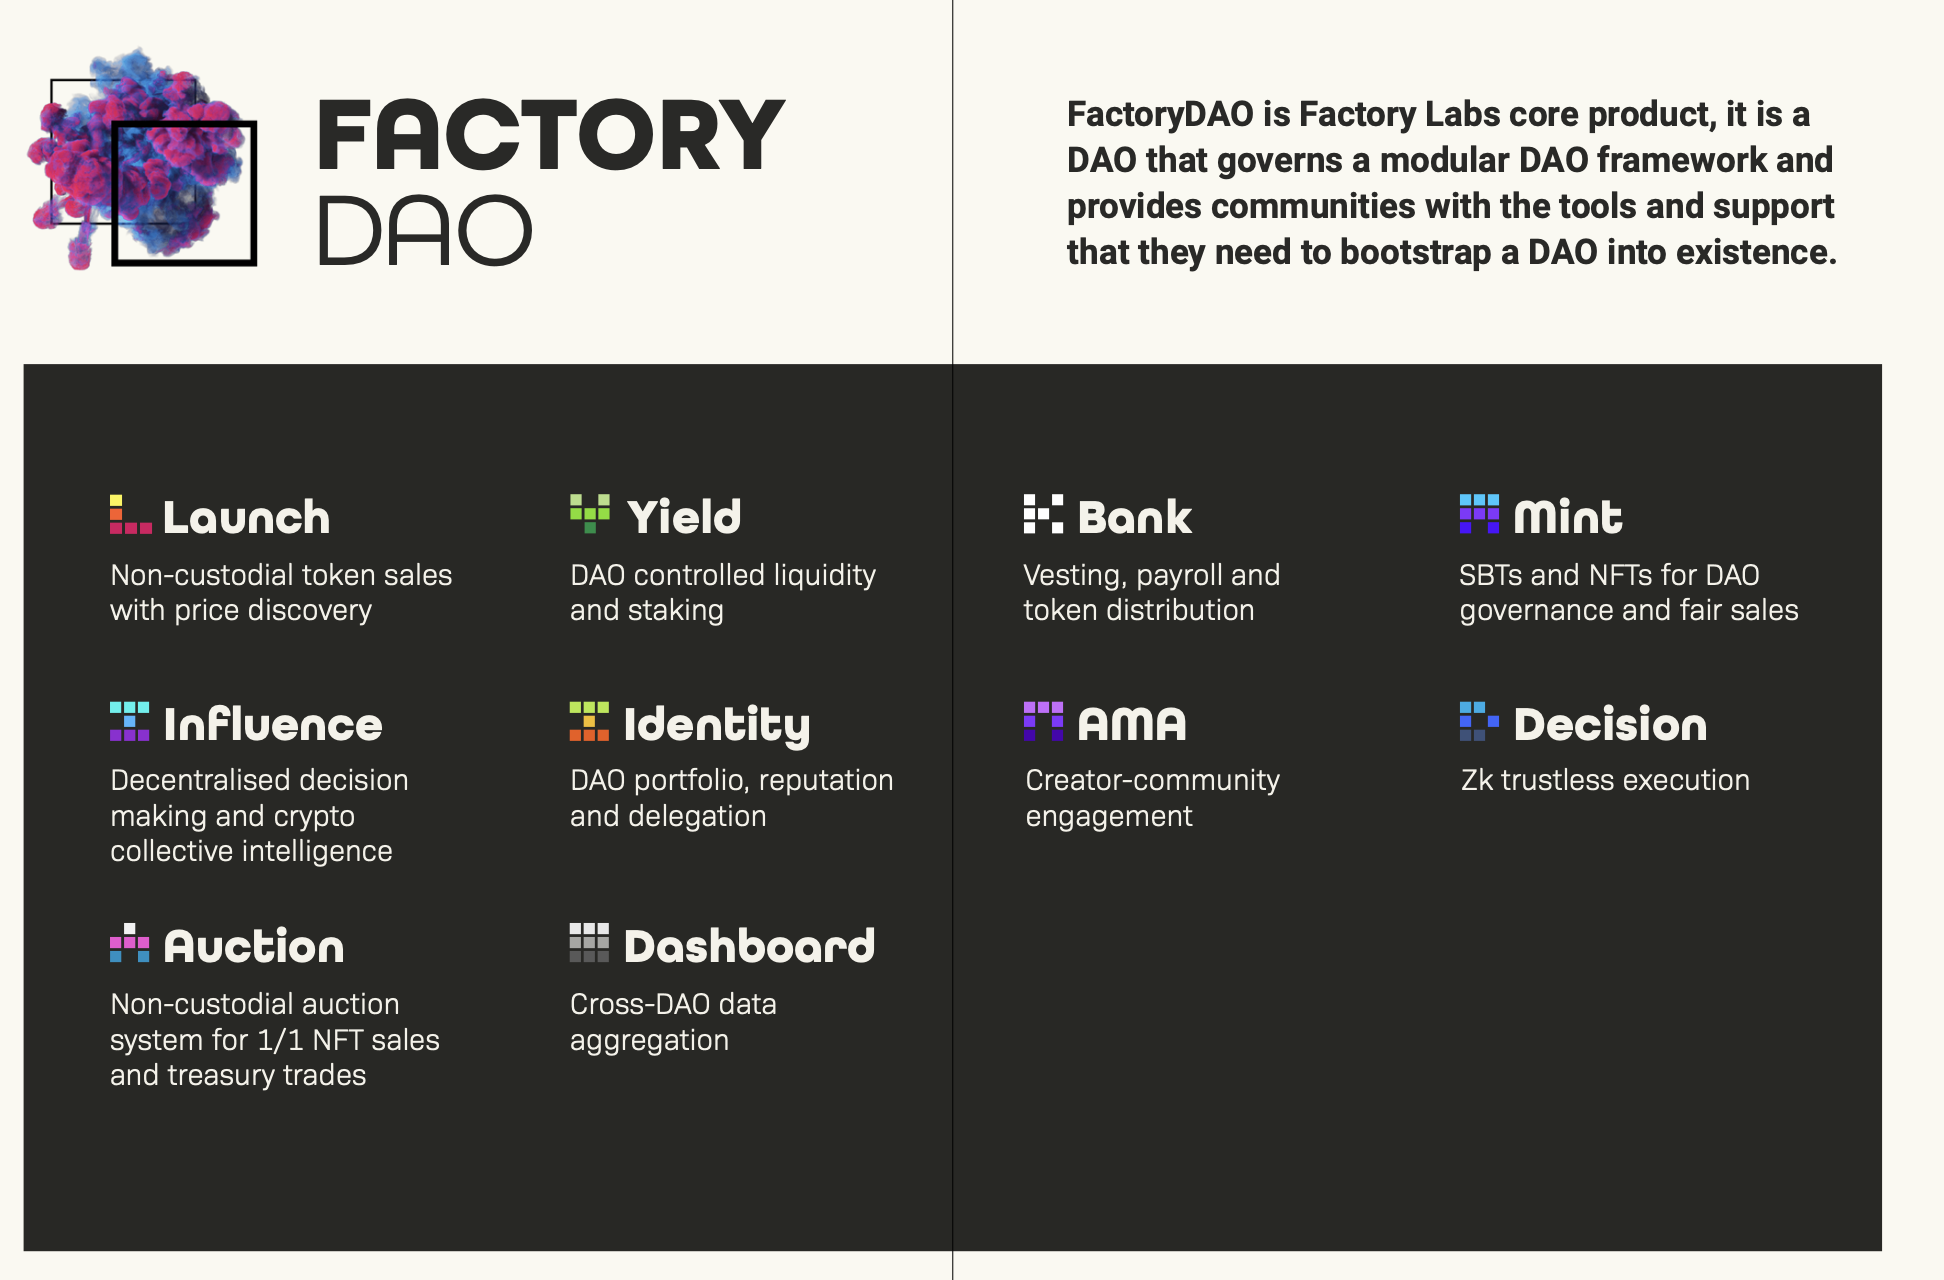 FACTORY
DAO
FactoryDAO is Factory Labs core product, it is a
DAO that governs a modular DAO framework and
provides communities with the tools and support
that they need to bootstrap a DAO into existence.
Launch
Non-custodial token sales
with price discovery
Yield
DAO controlled liquidity
and staking
Bank
Vesting, payroll and
token distribution
Mint
SBTs and NFTs for DAO
governance and fair sales
Influence
Decentralised decision
making and crypto
collective intelligence
Identity
DAO portfolio, reputation
and delegation
AMA
Creator-community
engagement
Decision
Zk trustless execution
Auction
Non-custodial auction
system for 1/1 NFT sales
and treasury trades
Dashboard
Cross-DAO data
aggregation